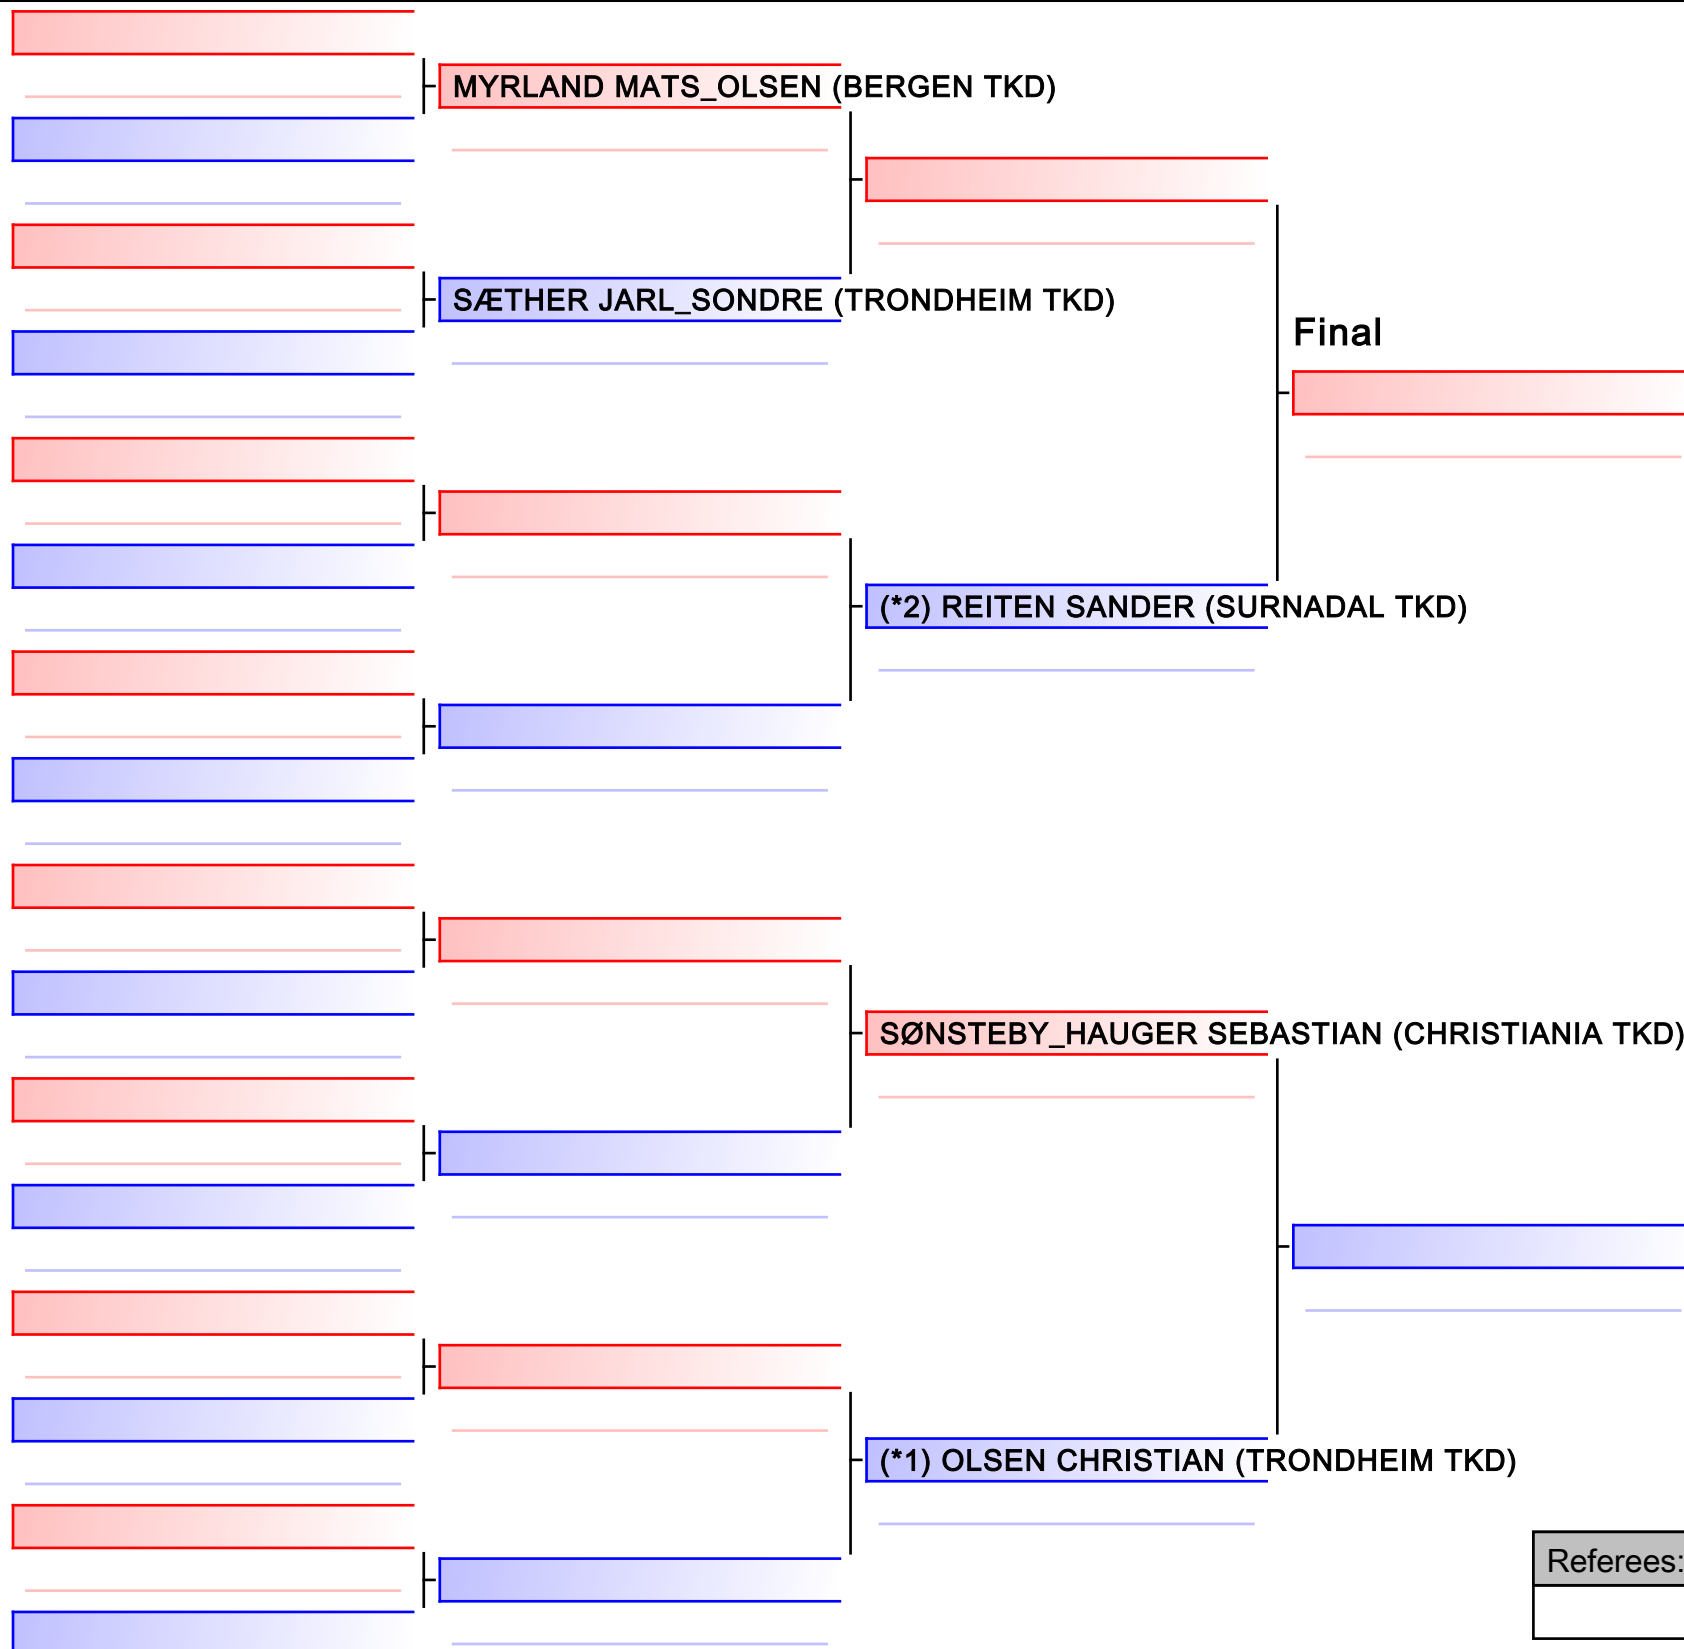 MYRLAND MATS_OLSEN (BERGEN TKD)
SÆTHER JARL_SONDRE (TRONDHEIM TKD)
Final
(*2) REITEN SANDER (SURNADAL TKD)
SØNSTEBY_HAUGER SEBASTIAN (CHRISTIANIA TKD)
(*1) OLSEN CHRISTIAN (TRONDHEIM TKD)
Referees: